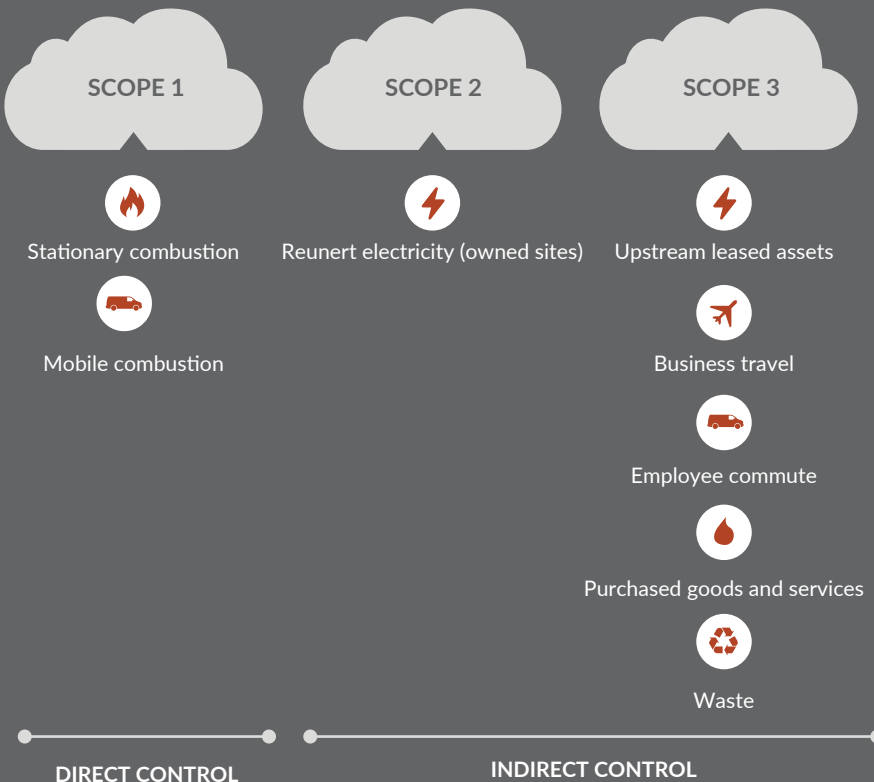 SCOPE 1
SCOPE 2
SCOPE 3
Stationary combustion
Reunert electricity (owned sites)
Upstream leased assets
Mobile combustion
Business travel
Employee commute
Purchased goods and services
Waste
DIRECT CONTROL
INDIRECT CONTROL